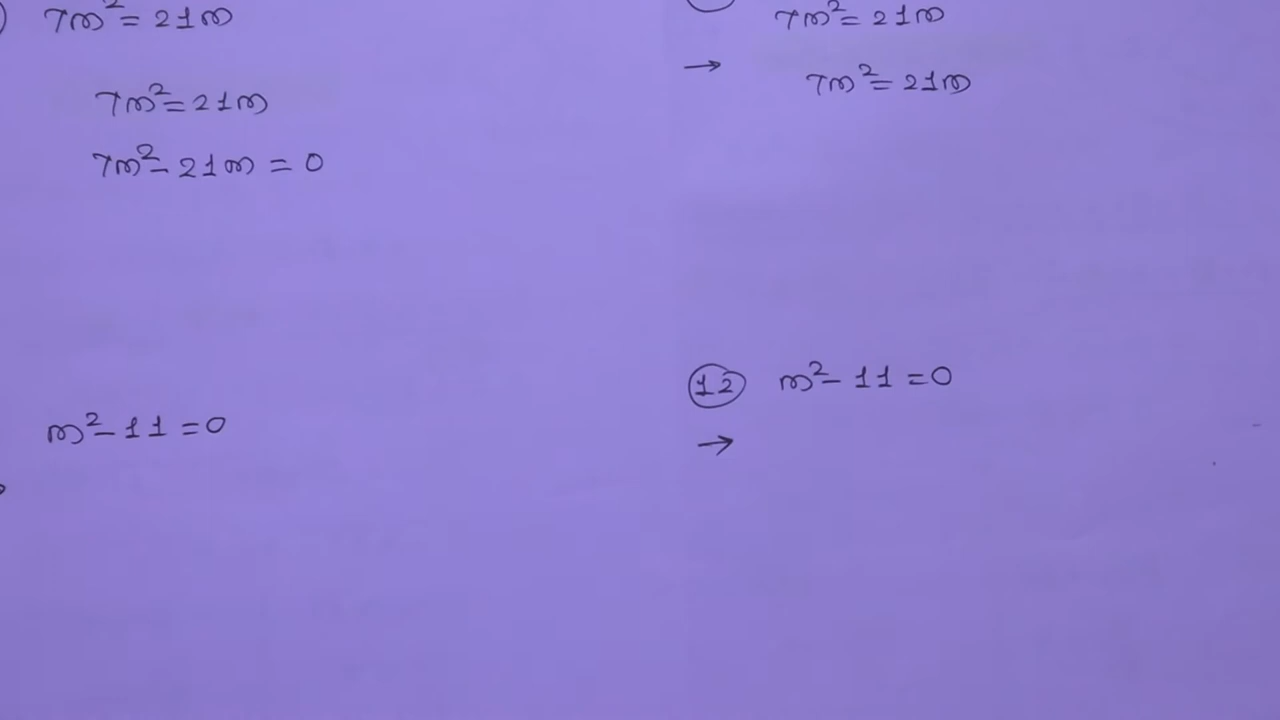 7m² = 21m
7m² = 21m
7m² - 21m = 0
m² - 11 = 0
7m² = 21m
→ 7m² = 21m
12 m² - 11 = 0
→